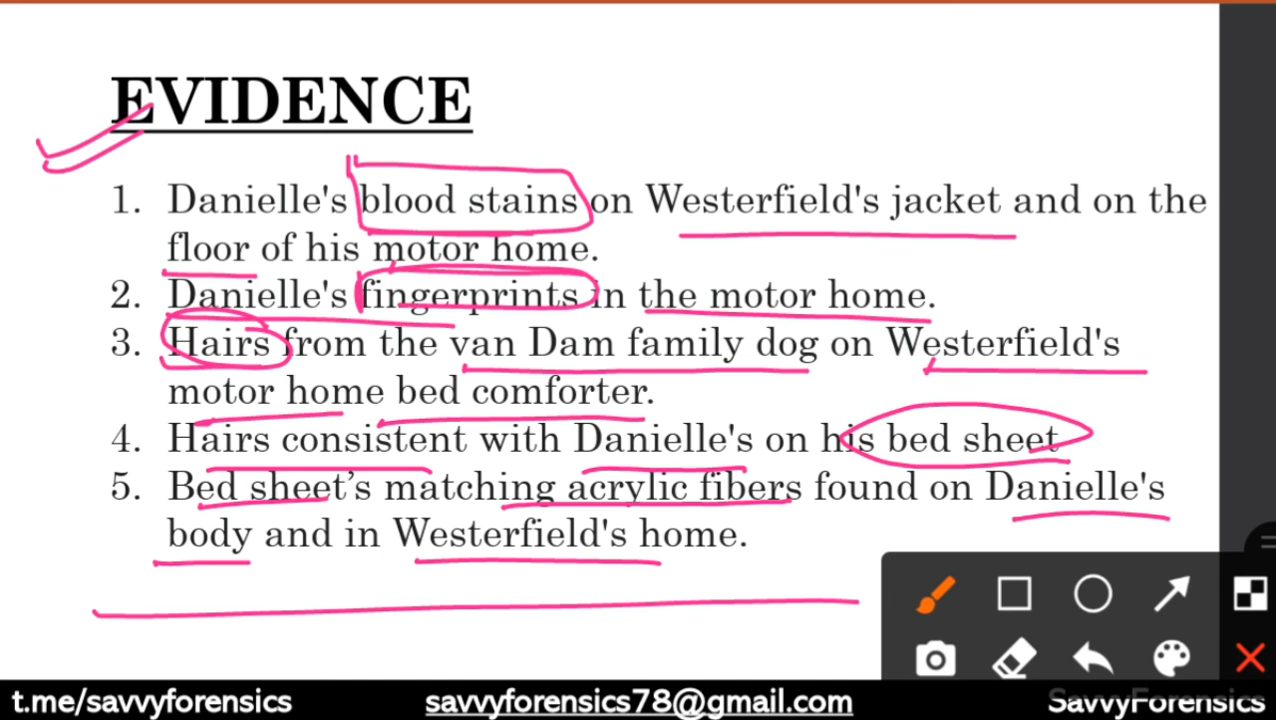 EVIDENCE
1. Danielle's blood stains on Westerfield's jacket and on the
floor of his motor home.
2. Danielle's fingerprints in the motor home.
3. Hairs from the van Dam family dog on Westerfield's
motor home bed comforter.
4. Hairs consistent with Danielle's on his bed sheet
5. Bed sheet’s matching acrylic fibers found on Danielle's
body and in Westerfield's home.
t.me/savvyforensics savvyforensics78@gmail.com SavvyForensics